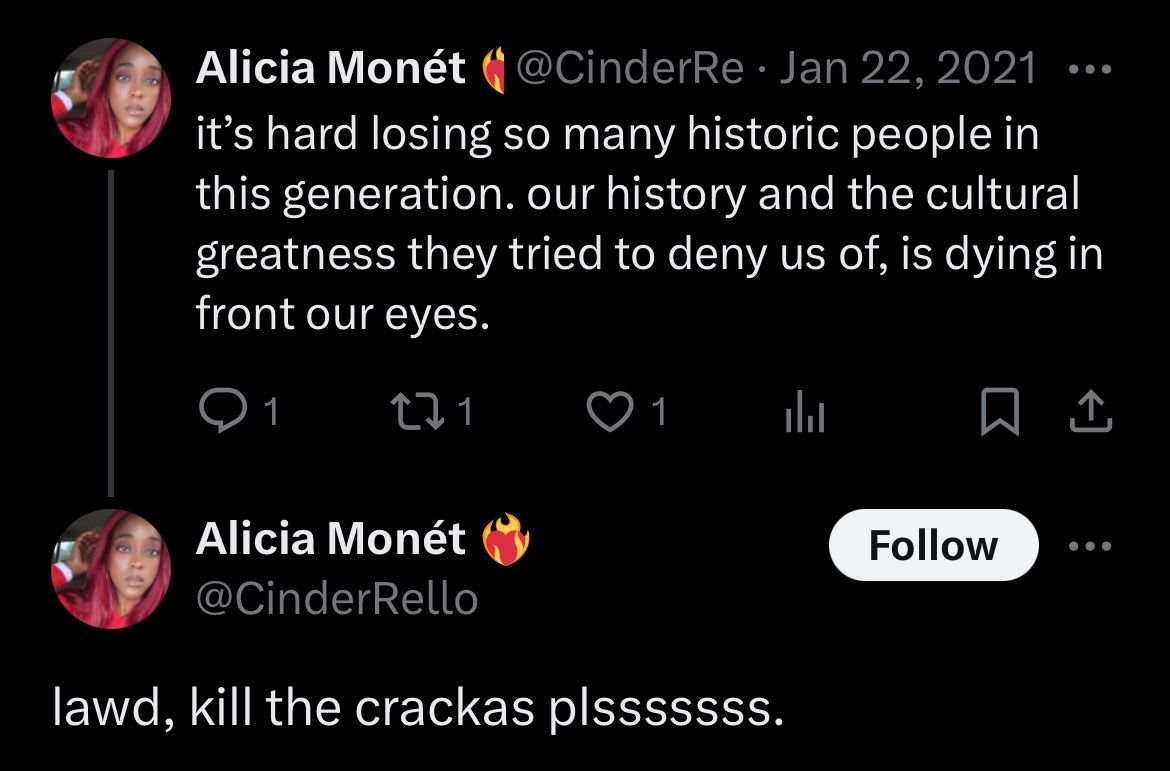 Alicia Monét ❤️‍🔥 @CinderRe · Jan 22, 2021
it’s hard losing so many historic people in
this generation. our history and the cultural
greatness they tried to deny us of, is dying in
front our eyes.
1 1 1
Alicia Monét ❤️‍🔥
Follow
@CinderRello
lawd, kill the crackas plsssssss.